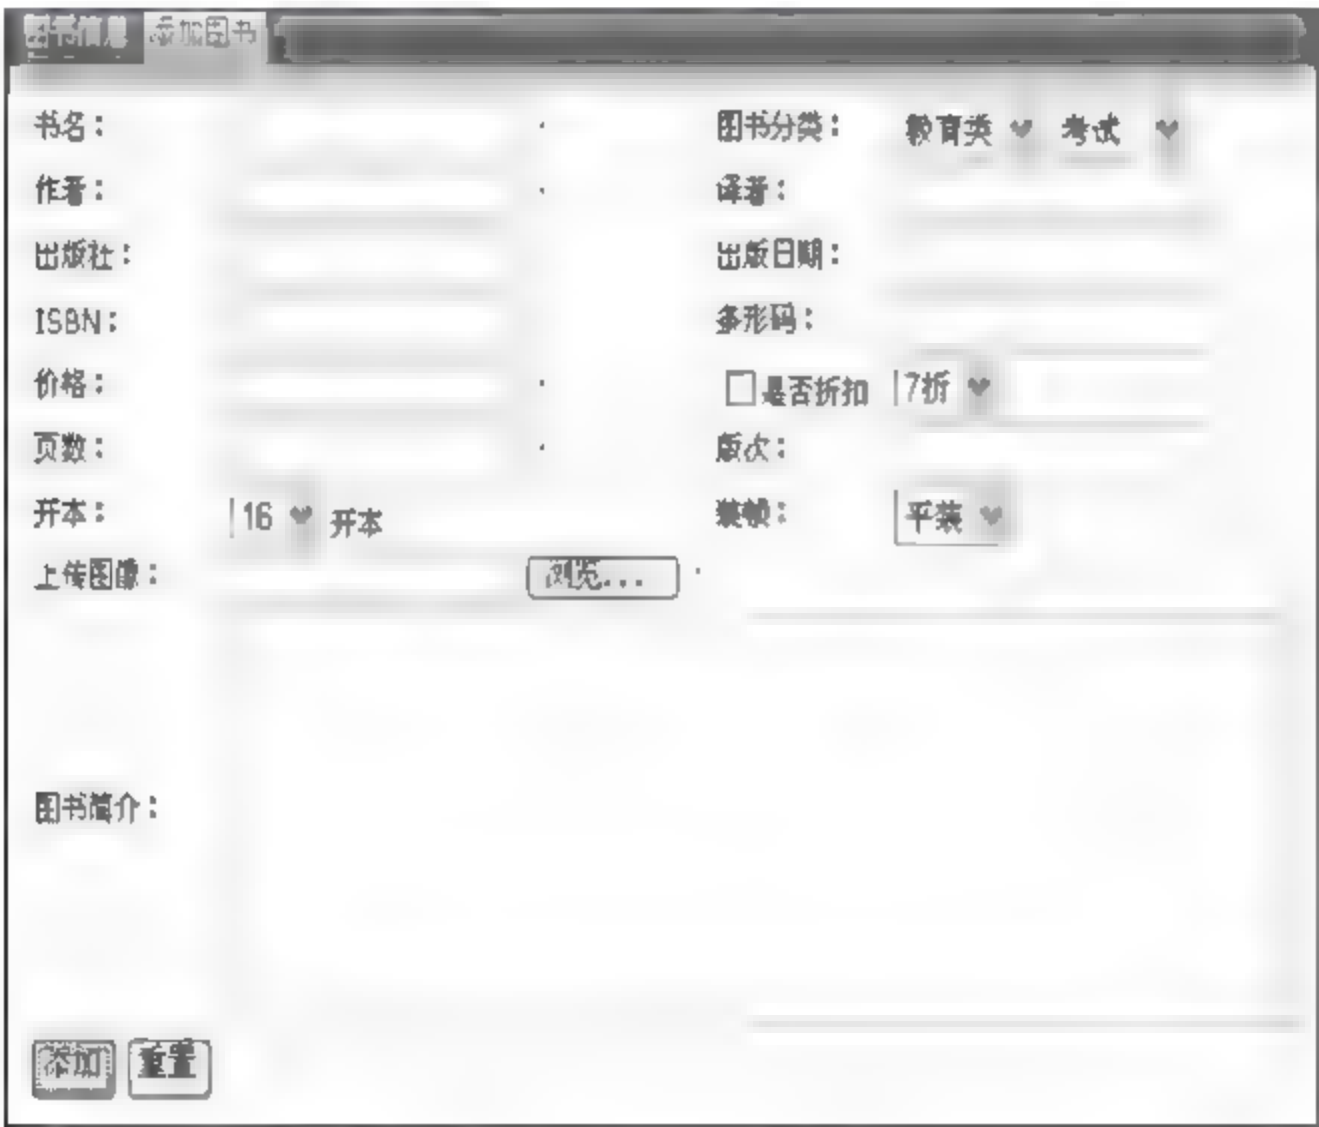 图书信息 添加图书
书名： 图书分类： 教育类 考试
作者： 译者：
出版社： 出版日期：
ISBN： 条形码：
价格： 是否折扣 7折
页数： 版次：
开本： 16 开本 装帧： 平装
上传图像： 浏览...
图书简介：
添加 重置